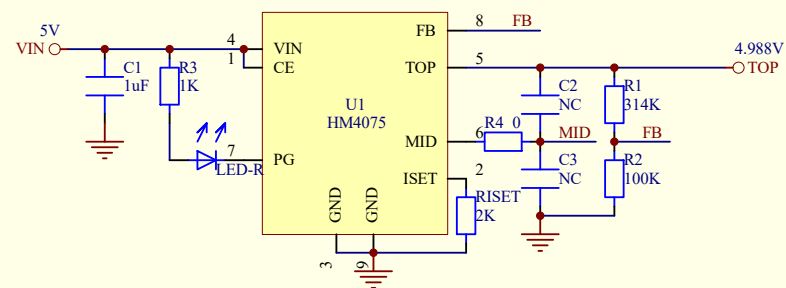 5V
VIN
C1
1uF
R3
1K
LED-R
4
1
7
VIN
CE
PG
U1
HM4075
FB
TOP
MID
ISET
GND
GND
3
9
8
FB
5
6
2
R4 0
RISET
2K
C2
NC
MID
C3
NC
R1
314K
FB
R2
100K
4.988V
TOP